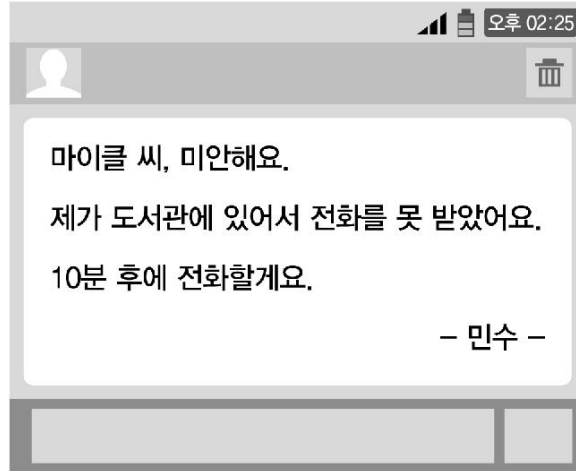 오후 02:25
마이클 씨, 미안해요.
제가 도서관에 있어서 전화를 못 받았어요.
10분 후에 전화할게요.
– 민수 –